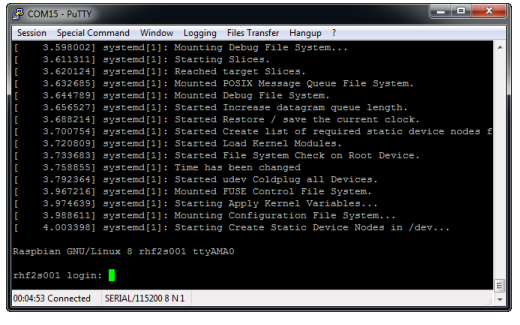 COM15 - PuTTY
Session Special Command Window Logging Files Transfer Hangup ?
[    3.598002] systemd[1]: Mounting Debug File System...
[    3.611311] systemd[1]: Starting Slices.
[    3.620124] systemd[1]: Reached target Slices.
[    3.632685] systemd[1]: Mounted POSIX Message Queue File System.
[    3.644789] systemd[1]: Mounted Debug File System.
[    3.656527] systemd[1]: Started Increase datagram queue length.
[    3.688214] systemd[1]: Started Restore / save the current clock.
[    3.700754] systemd[1]: Started Create list of required static device nodes f
[    3.720809] systemd[1]: Started Load Kernel Modules.
[    3.733683] systemd[1]: Started File System Check on Root Device.
[    3.758855] systemd[1]: Time has been changed
[    3.792364] systemd[1]: Started udev Coldplug all Devices.
[    3.967216] systemd[1]: Mounted FUSE Control File System.
[    3.974639] systemd[1]: Starting Apply Kernel Variables...
[    3.988611] systemd[1]: Mounting Configuration File System...
[    4.003398] systemd[1]: Starting Create Static Device Nodes in /dev...
Raspbian GNU/Linux 8 rhf2s001 ttyAMA0
rhf2s001 login:
00:04:53 Connected SERIAL/115200 8 N 1